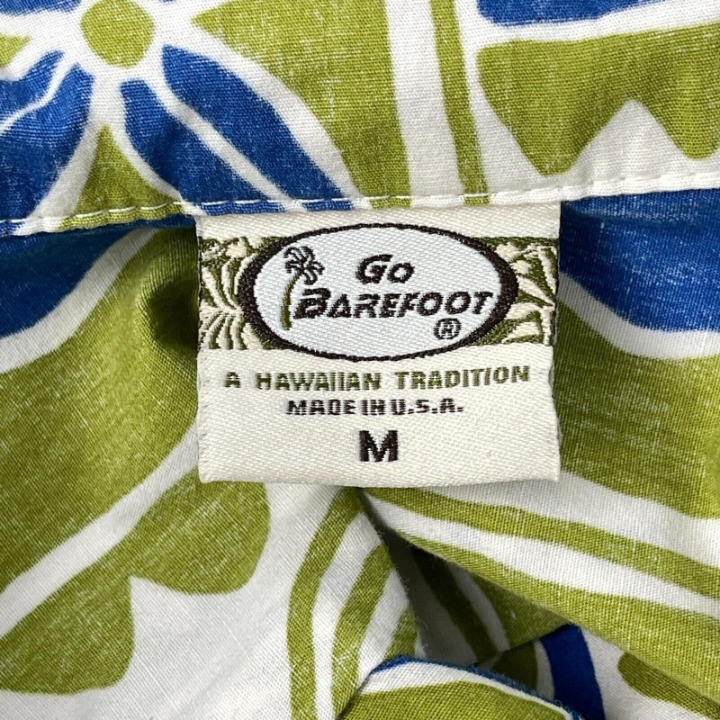 GO
BAREFOOT
®
A HAWAIIAN TRADITION
MADE IN U.S.A.
M